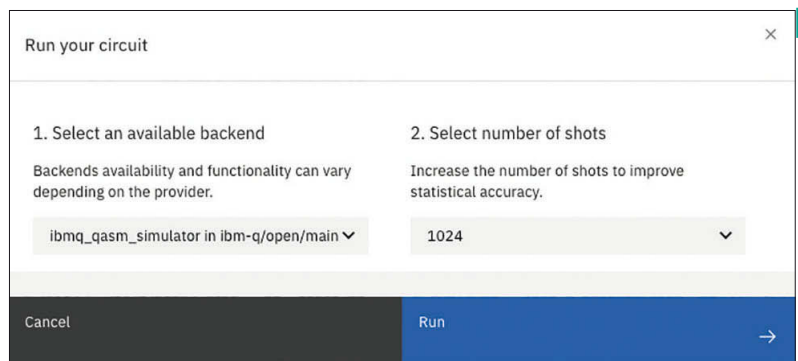 Run your circuit
1. Select an available backend
Backends availability and functionality can vary
depending on the provider.
ibmq_qasm_simulator in ibm-q/open/main
2. Select number of shots
Increase the number of shots to improve
statistical accuracy.
1024
Cancel
Run